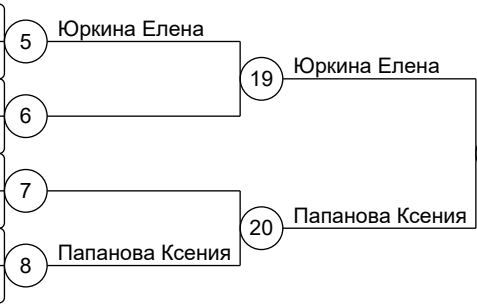 5 Юркина Елена
19 Юркина Елена
6
7
20 Папанова Ксения
8 Папанова Ксения